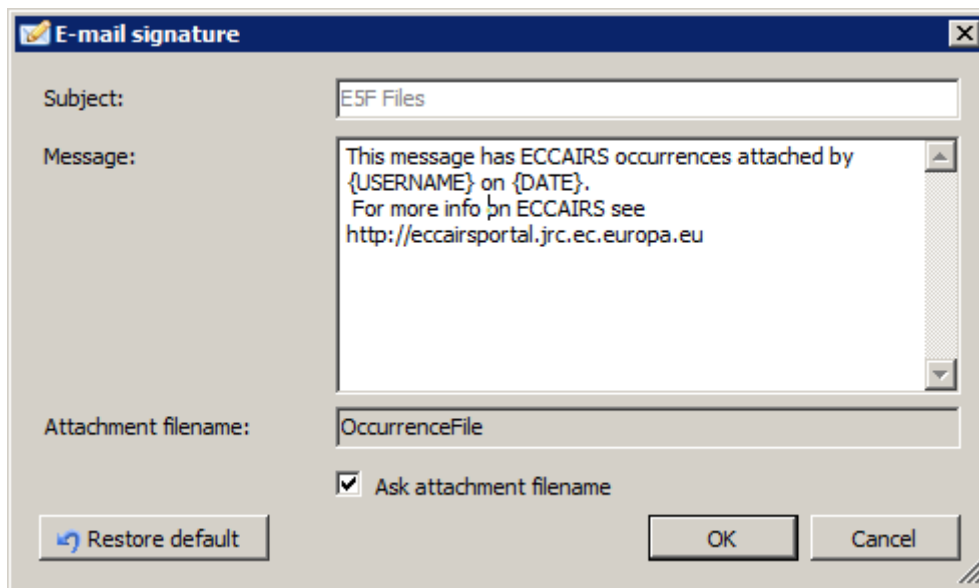 E-mail signature
Subject:
E5F Files
Message:
This message has ECCAIRS occurrences attached by
{USERNAME} on {DATE}.
For more info on ECCAIRS see
http://eccairsportal.jrc.ec.europa.eu
Attachment filename:
OccurrenceFile
Ask attachment filename
Restore default
OK
Cancel